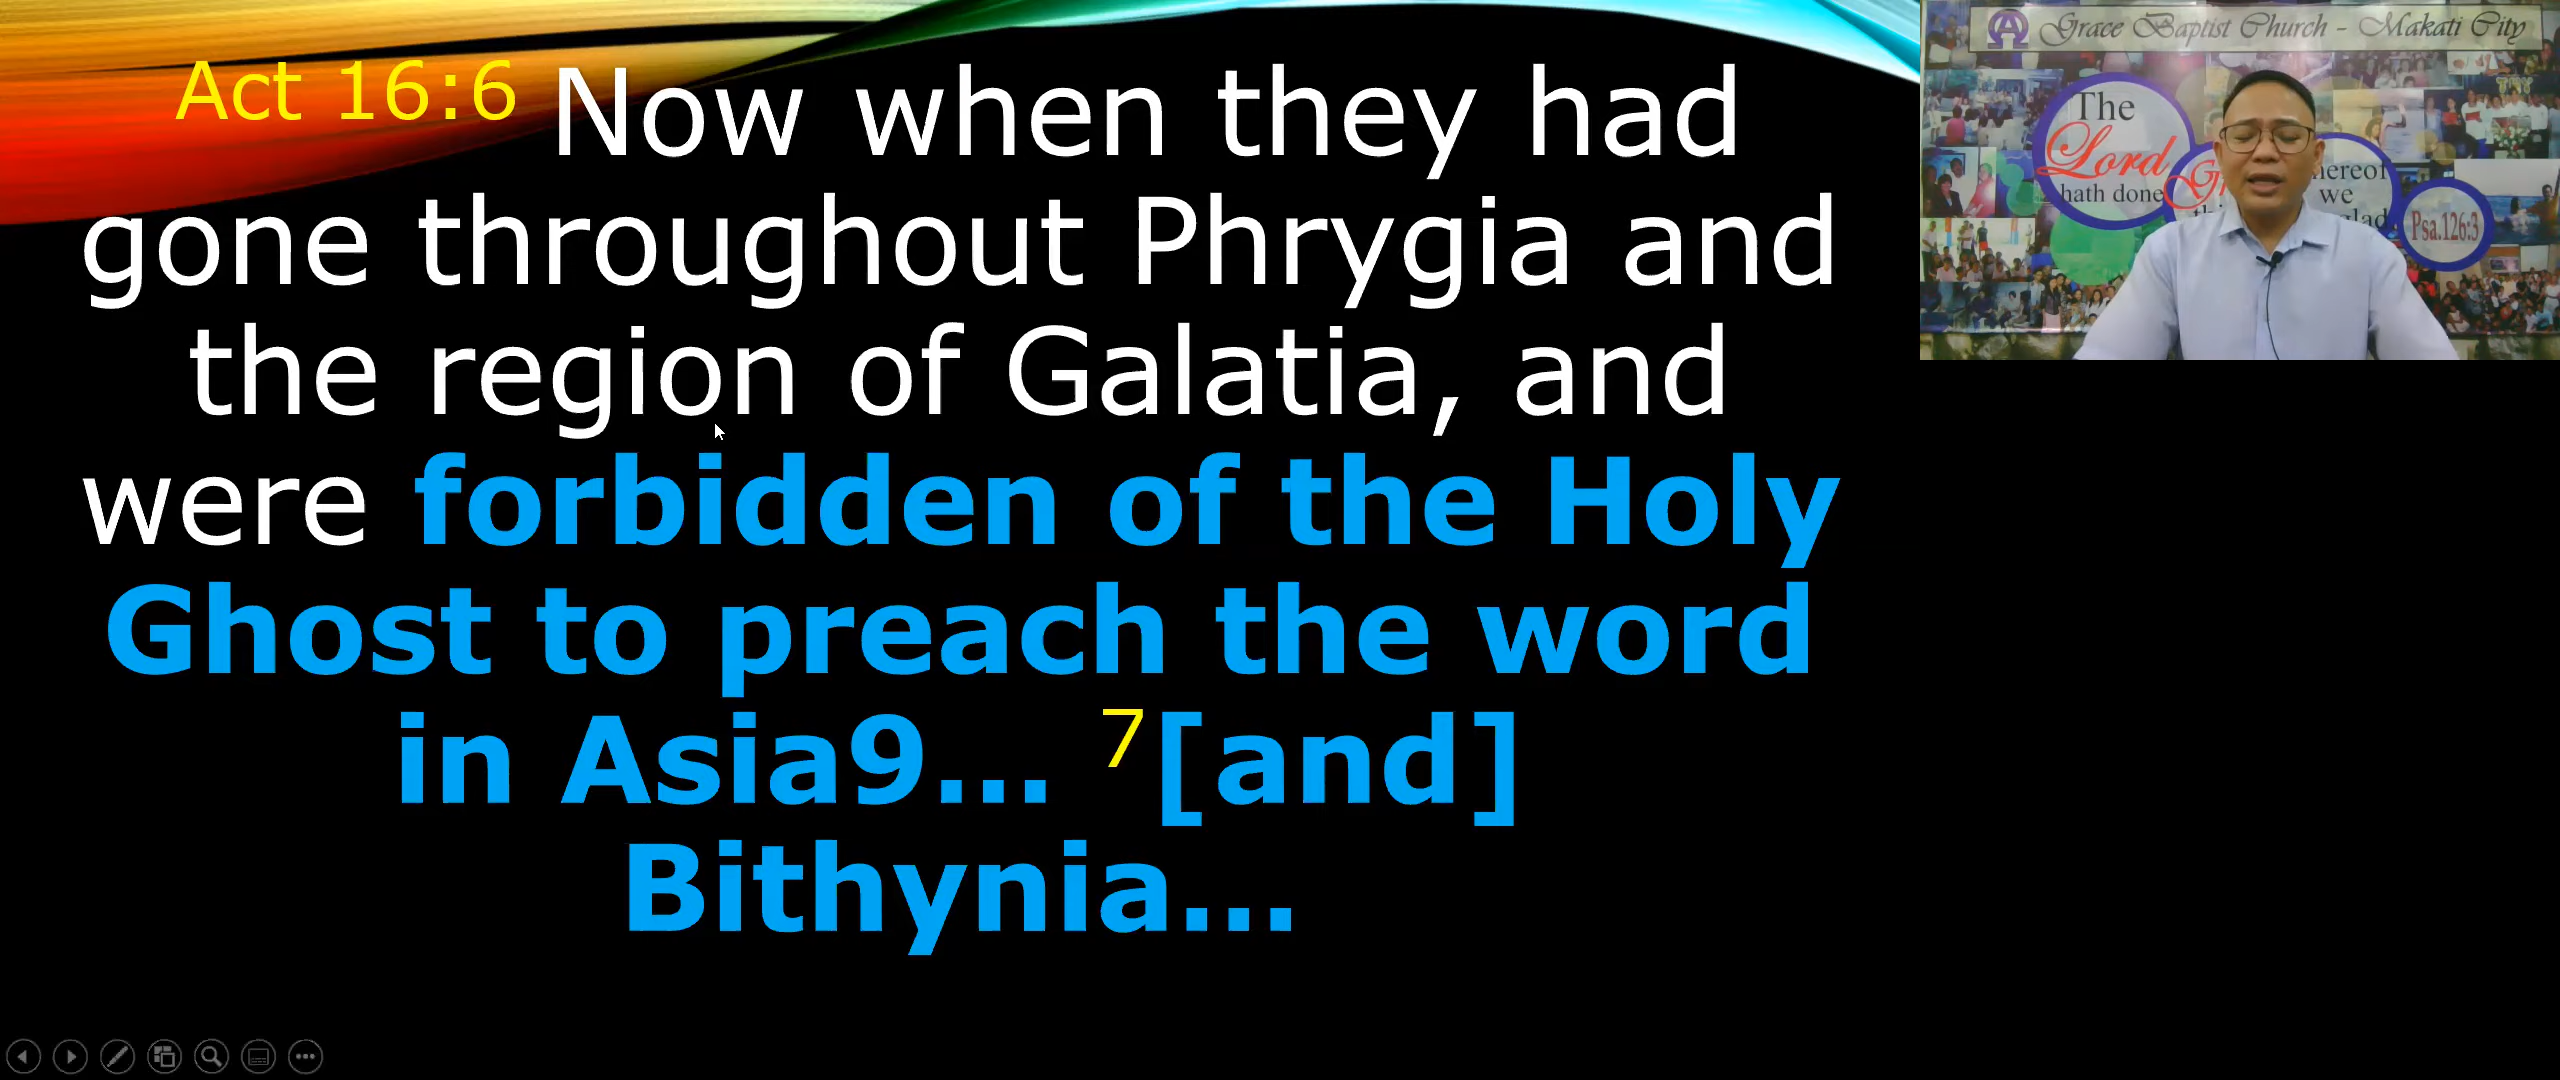 Act 16:6 Now when they had
gone throughout Phrygia and
the region of Galatia, and
were forbidden of the Holy
Ghost to preach the word
in Asia9... 7[and]
Bithynia...
Grace Baptist Church - Makati City
The
Lord
hath done
hereof
we
glad
Psa.126:3